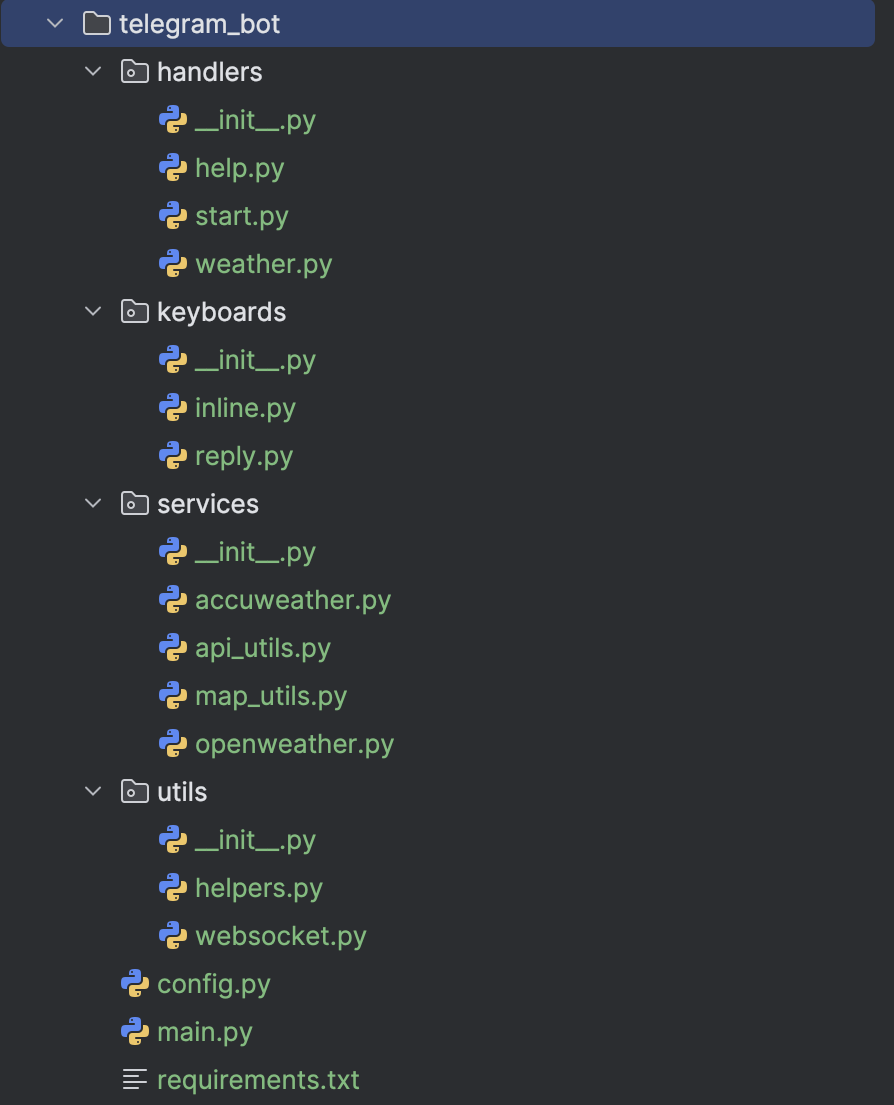 telegram_bot
handlers
__init__.py
help.py
start.py
weather.py
keyboards
__init__.py
inline.py
reply.py
services
__init__.py
accuweather.py
api_utils.py
map_utils.py
openweather.py
utils
__init__.py
helpers.py
websocket.py
config.py
main.py
requirements.txt